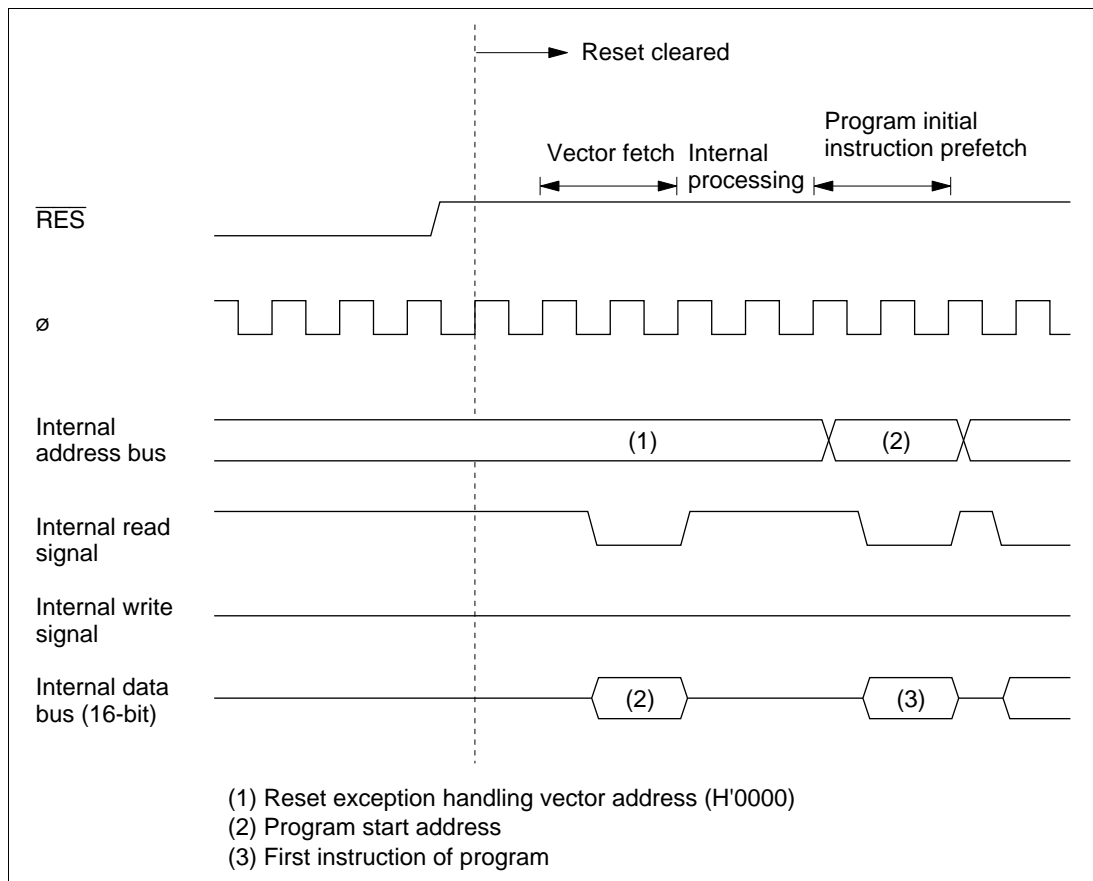 Reset cleared
Vector fetch
Internal
processing
Program initial
instruction prefetch
RES
ø
Internal
address bus
(1)
(2)
Internal read
signal
Internal write
signal
Internal data
bus (16-bit)
(2)
(3)
(1) Reset exception handling vector address (H'0000)
(2) Program start address
(3) First instruction of program